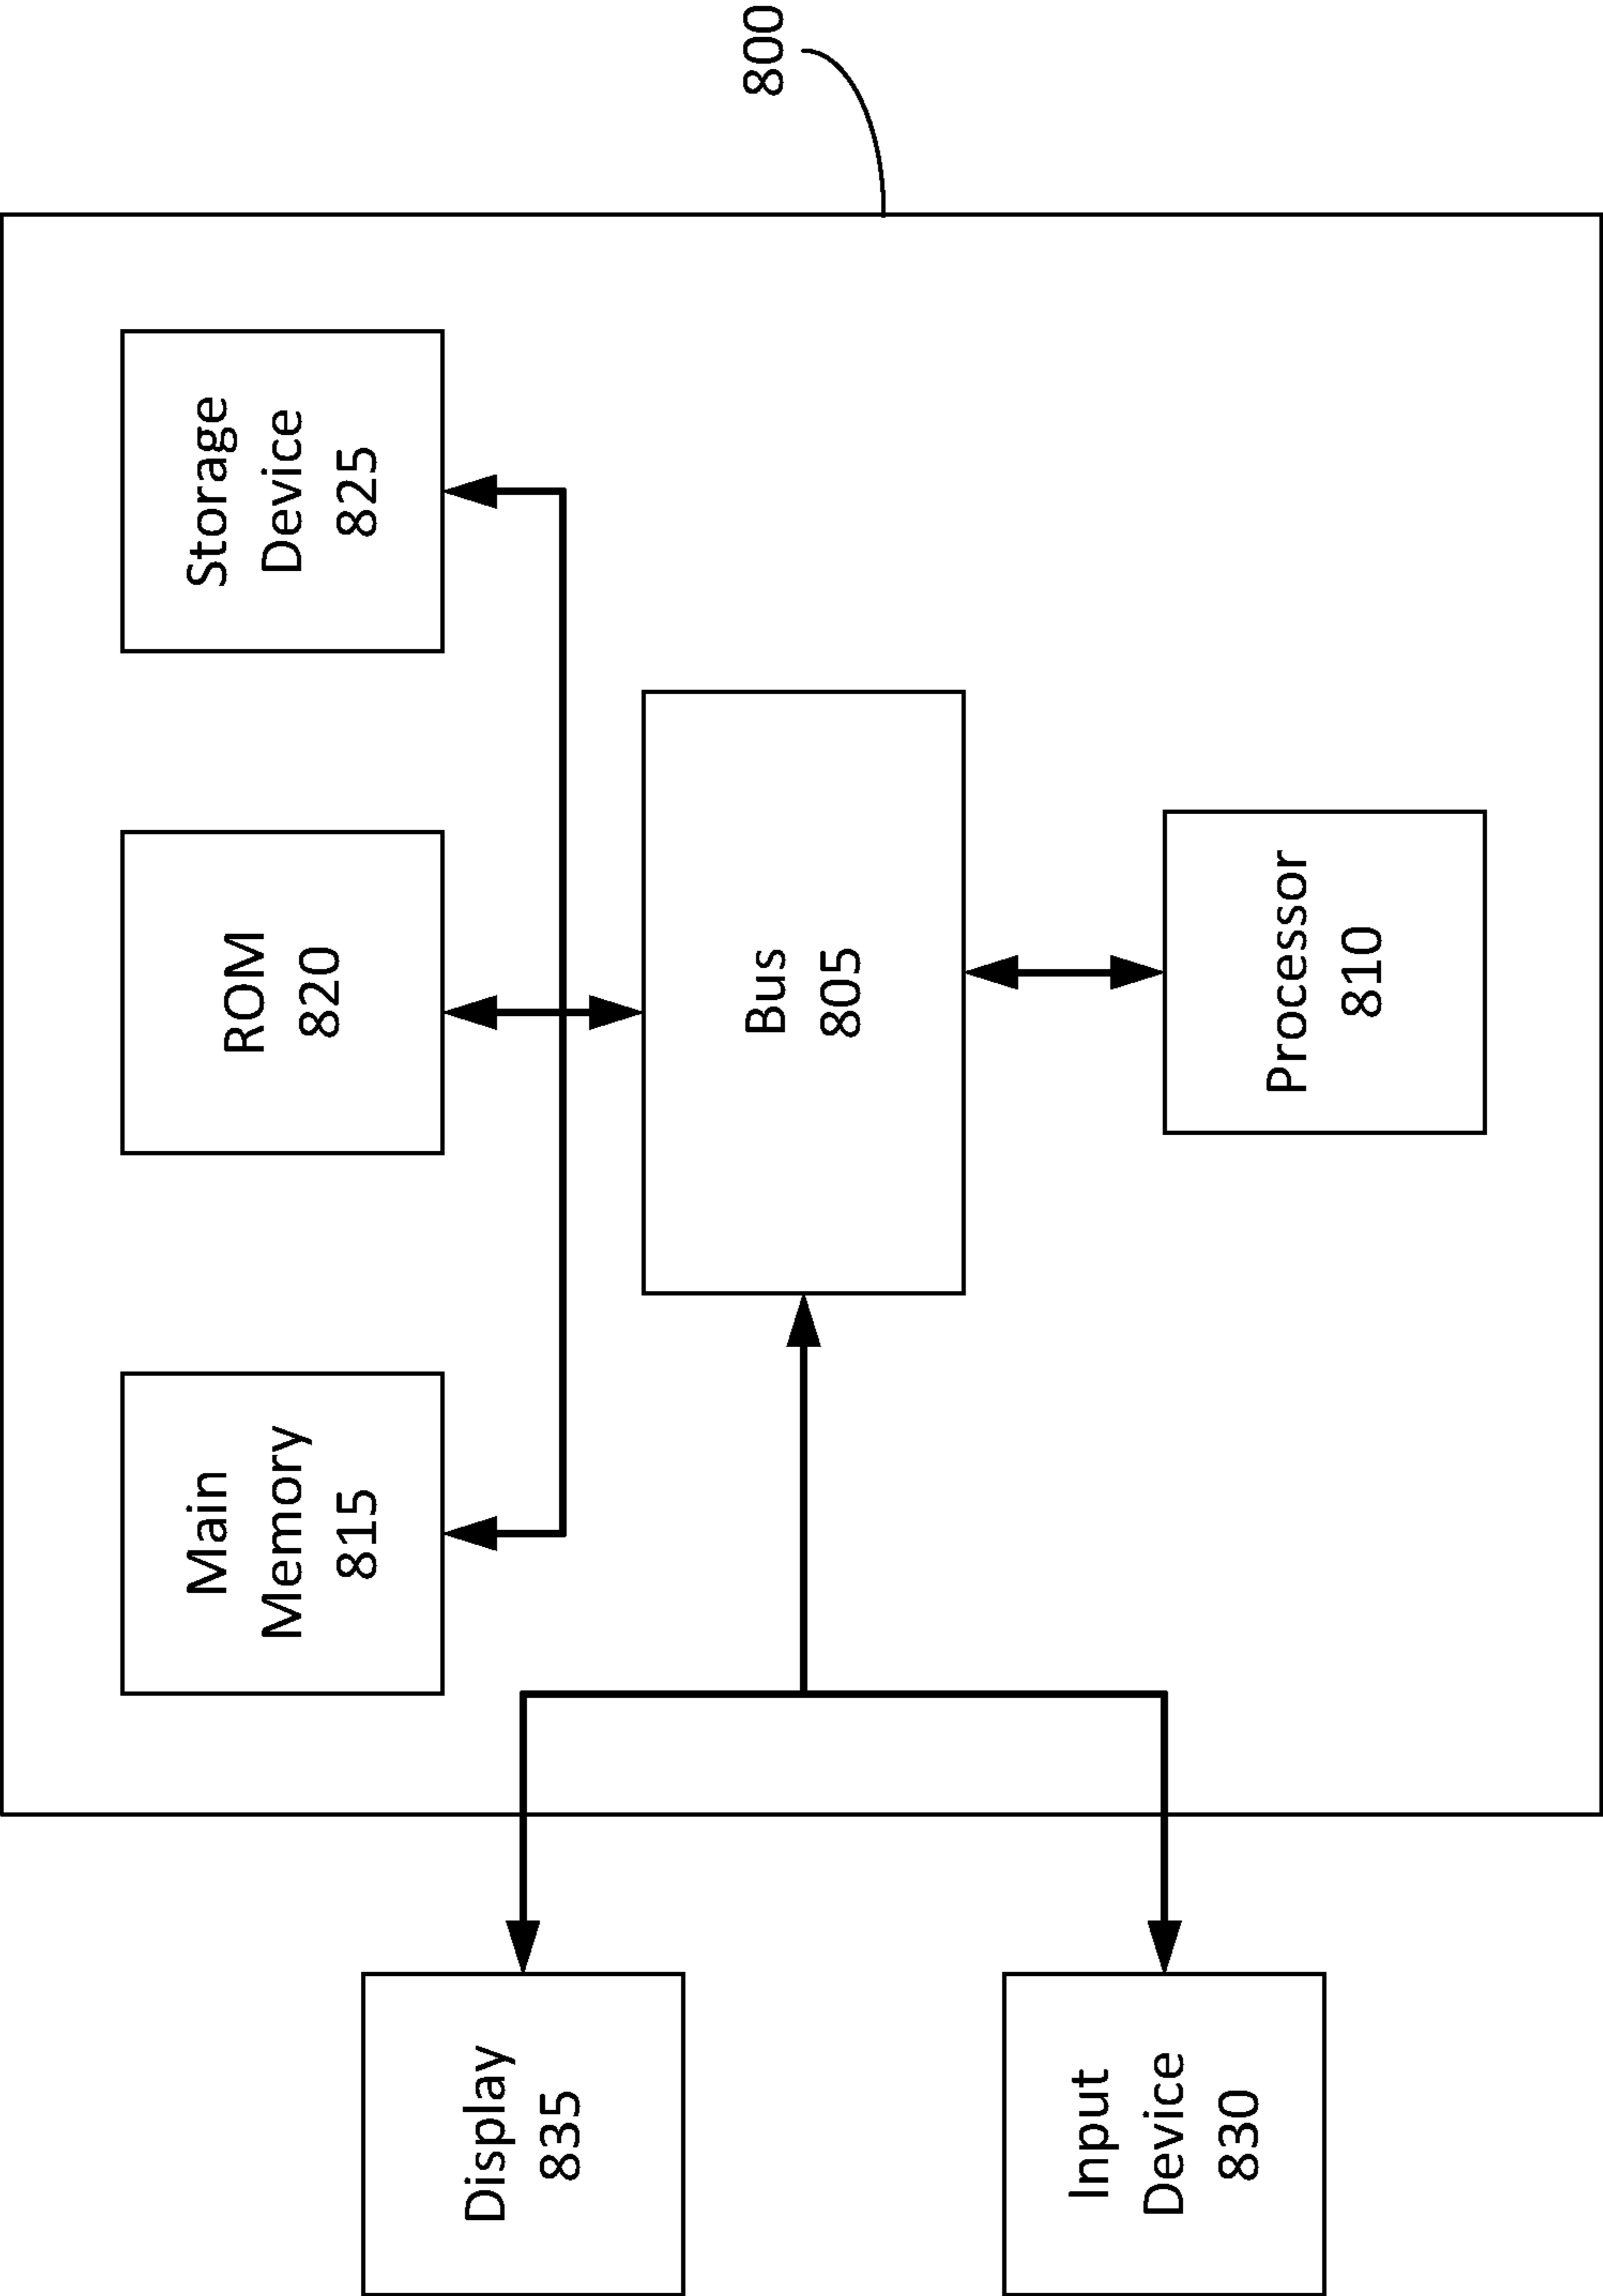 800
Main
Memory
815
ROM
820
Storage
Device
825
Display
835
Bus
805
Input
Device
830
Processor
810